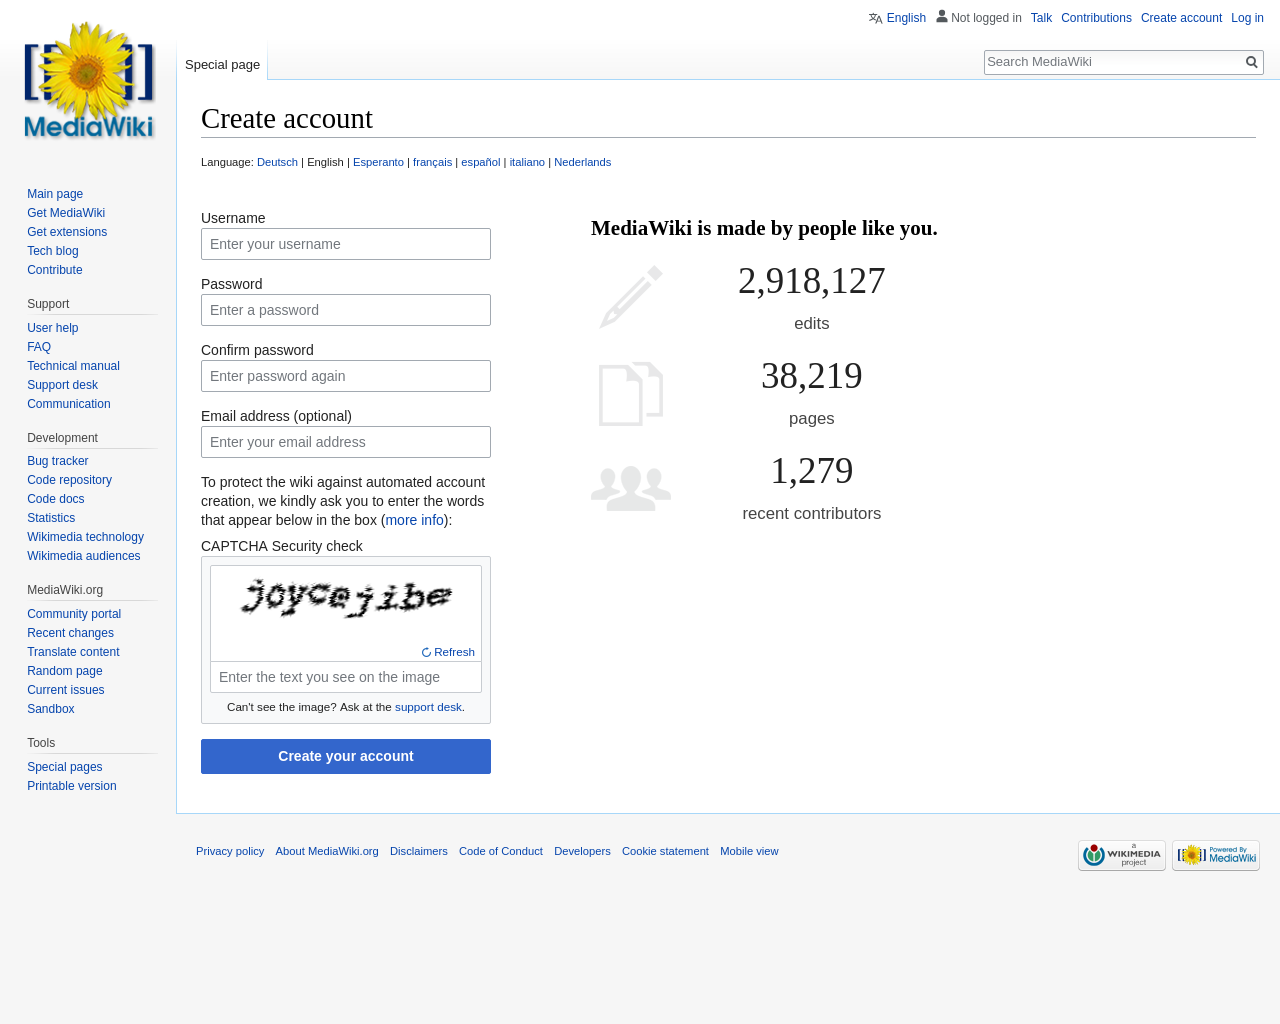 English Not logged in Talk Contributions Create account Log in
Special page
Search MediaWiki
MediaWiki
Create account
Language: Deutsch | English | Esperanto | français | español | italiano | Nederlands
Main page
Get MediaWiki
Get extensions
Tech blog
Contribute
Support
User help
FAQ
Technical manual
Support desk
Communication
Development
Bug tracker
Code repository
Code docs
Statistics
Wikimedia technology
Wikimedia audiences
MediaWiki.org
Community portal
Recent changes
Translate content
Random page
Current issues
Sandbox
Tools
Special pages
Printable version
Username
Enter your username
Password
Enter a password
Confirm password
Enter password again
Email address (optional)
Enter your email address
To protect the wiki against automated account
creation, we kindly ask you to enter the words
that appear below in the box (more info):
CAPTCHA Security check
Refresh
Enter the text you see on the image
Can't see the image? Ask at the support desk.
Create your account
MediaWiki is made by people like you.
2,918,127
edits
38,219
pages
1,279
recent contributors
Privacy policy About MediaWiki.org Disclaimers Code of Conduct Developers Cookie statement Mobile view
a
WIKIMEDIA
project
Powered By
MediaWiki